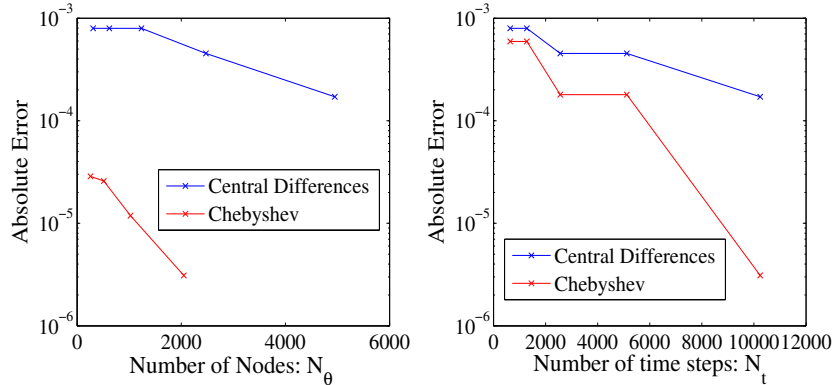 10^-3
10^-4
10^-5
10^-6
Absolute Error
Central Differences
Chebyshev
0
2000
4000
6000
Number of Nodes: N_θ
10^-3
10^-4
10^-5
10^-6
Absolute Error
Central Differences
Chebyshev
0
2000
4000
6000
8000
10000
12000
Number of time steps: N_t